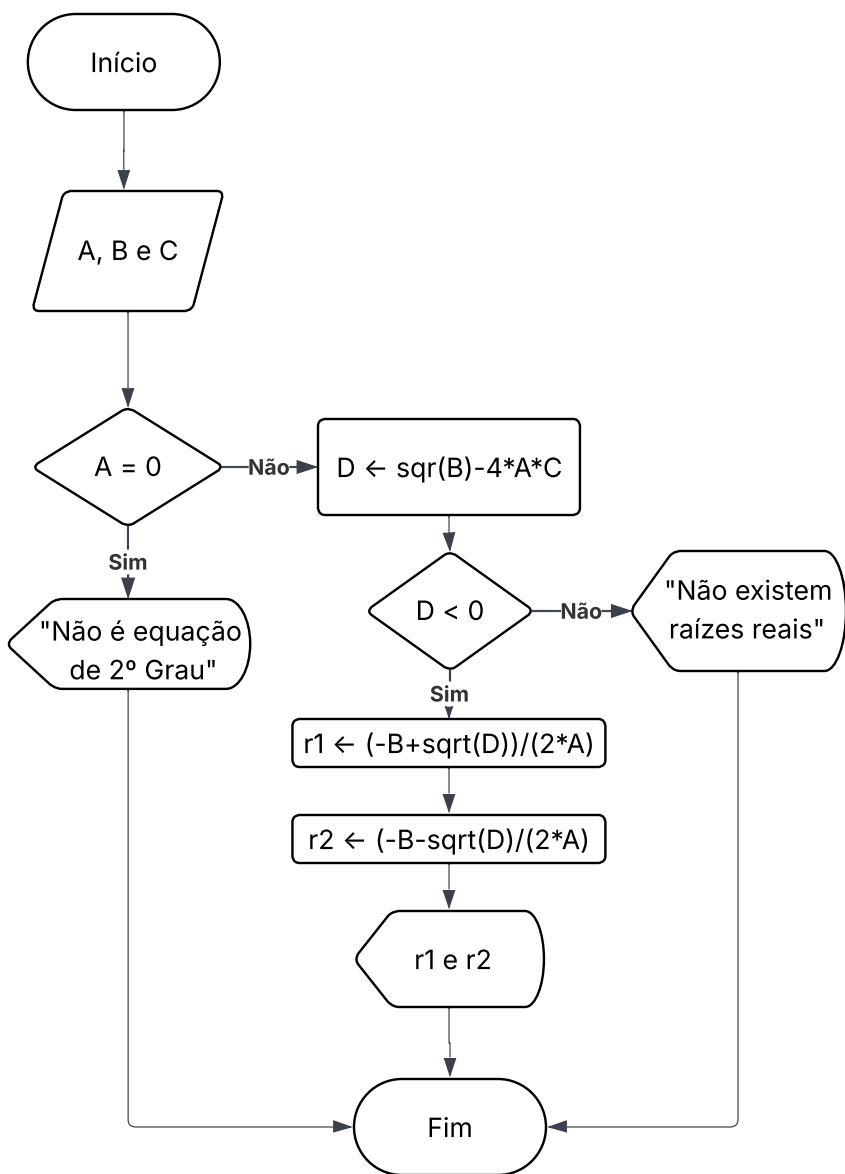 Início
A, B e C
A = 0
Não
D ← sqr(B)-4*A*C
Sim
"Não é equação
de 2º Grau"
D < 0
Não
"Não existem
raízes reais"
Sim
r1 ← (-B+sqrt(D))/(2*A)
r2 ← (-B-sqrt(D)/(2*A)
r1 e r2
Fim